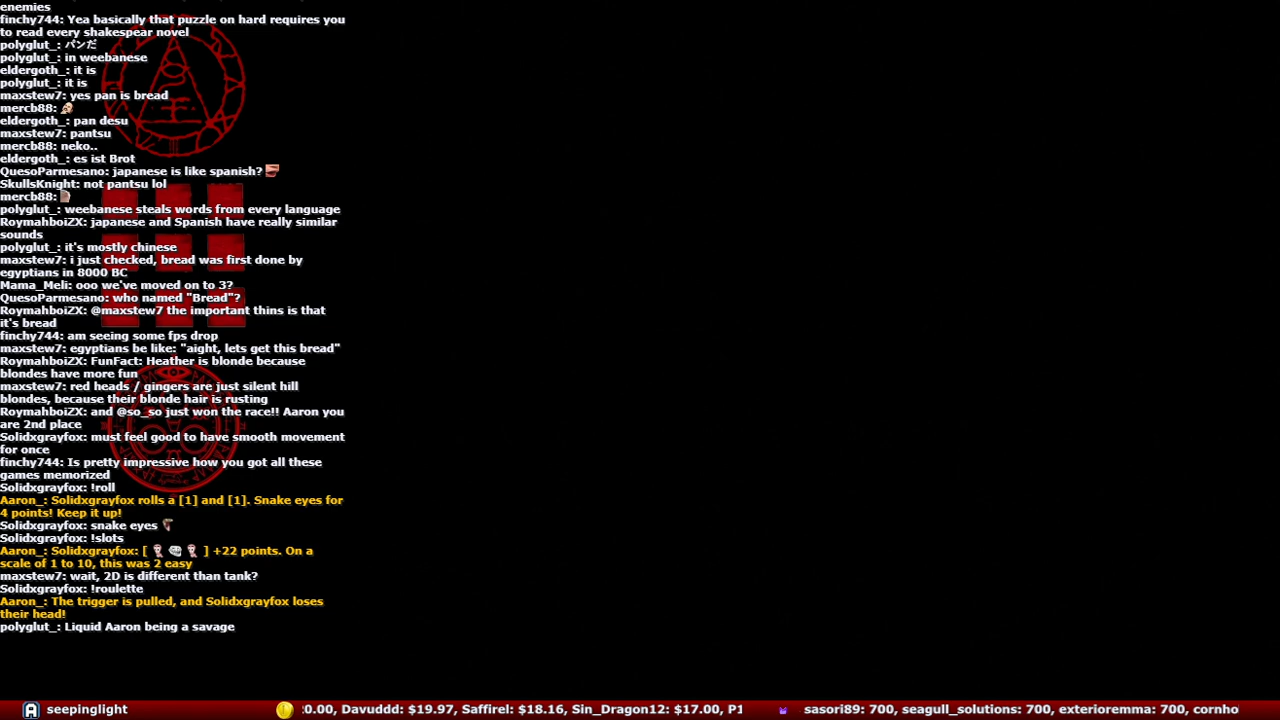 enemies
finchy744: Yea basically that puzzle on hard requires you
to read every shakespear novel
polyglut_: パンだ
polyglut_: in weebanese
eldergoth_: it is
polyglut_: it is
maxstew7: yes pan is bread
mercb88:
eldergoth_: pan desu
maxstew7: pantsu
mercb88: neko..
eldergoth_: es ist Brot
QuesoParmesano: japanese is like spanish?
SkullsKnight: not pantsu lol
mercb88:
polyglut_: weebanese steals words from every language
RoymahboiZX: japanese and Spanish have really similar
sounds
polyglut_: it's mostly chinese
maxstew7: i just checked, bread was first done by
egyptians in 8000 BC
Mama_Meli: ooo we've moved on to 3?
QuesoParmesano: who named "Bread"?
RoymahboiZX: @maxstew7 the important thins is that
it's bread
finchy744: am seeing some fps drop
maxstew7: egyptians be like: "aight, lets get this bread"
RoymahboiZX: FunFact: Heather is blonde because
blondes have more fun
maxstew7: red heads / gingers are just silent hill
blondes, because their blonde hair is rusting
RoymahboiZX: and @so_so just won the race!! Aaron you
are 2nd place
Solidxgrayfox: must feel good to have smooth movement
for once
finchy744: Is pretty impressive how you got all these
games memorized
Solidxgrayfox: !roll
Aaron_: Solidxgrayfox rolls a [1] and [1]. Snake eyes for
4 points! Keep it up!
Solidxgrayfox: snake eyes
Solidxgrayfox: !slots
Aaron_: Solidxgrayfox: [ ] +22 points. On a
scale of 1 to 10, this was 2 easy
maxstew7: wait, 2D is different than tank?
Solidxgrayfox: !roulette
Aaron_: The trigger is pulled, and Solidxgrayfox loses
their head!
polyglut_: Liquid Aaron being a savage
seepinglight 0.00, Davuddd: $19.97, Saffirel: $18.16, Sin_Dragon12: $17.00, P1 sasori89: 700, seagull_solutions: 700, exterioremma: 700, cornho